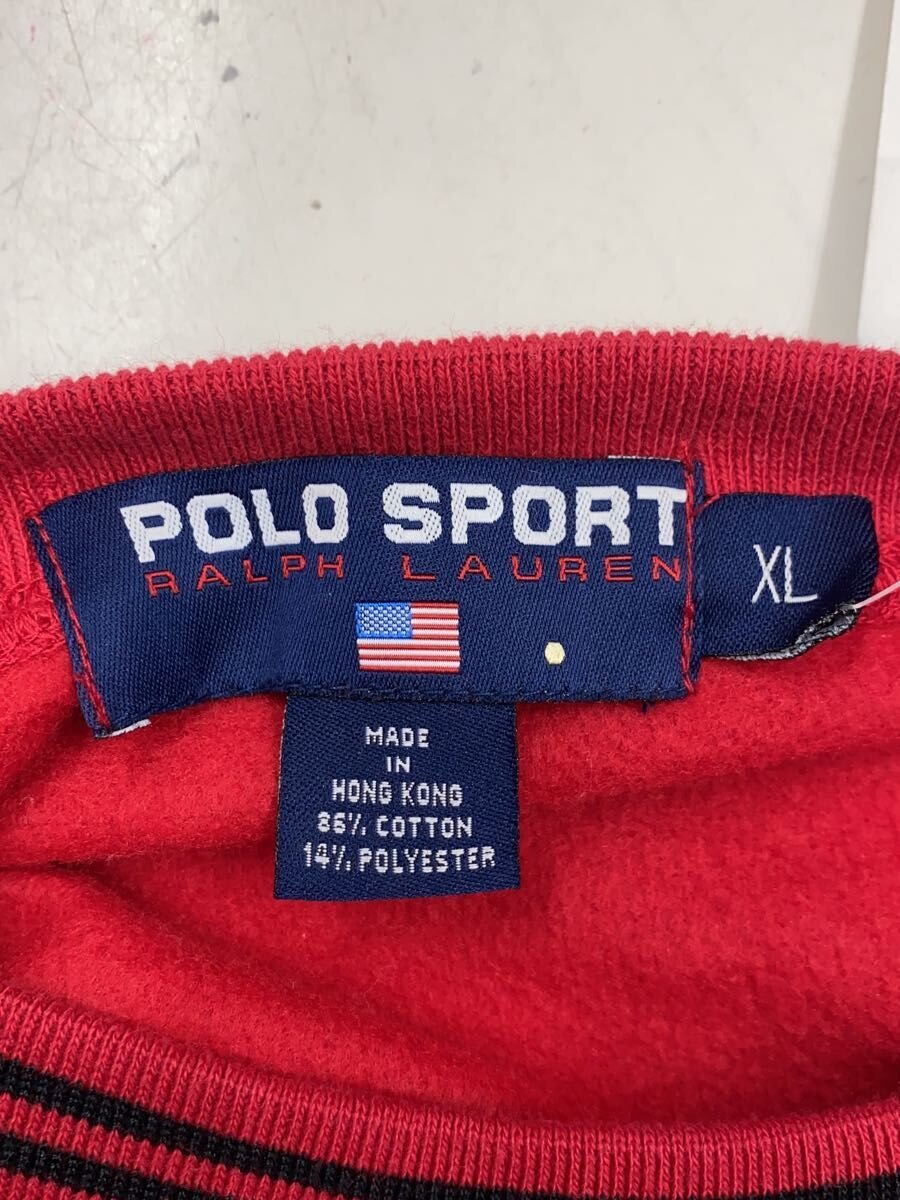 POLO SPORT
RALPH LAUREN
XL
MADE
IN
HONG KONG
86% COTTON
14% POLYESTER